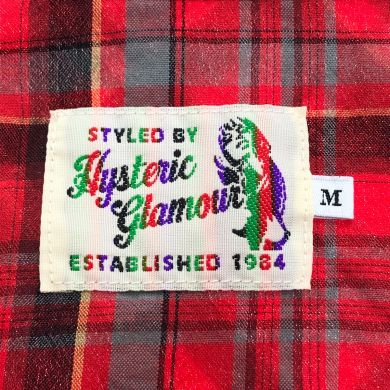 STYLED BY
Hysteric
Glamour
M
ESTABLISHED 1984